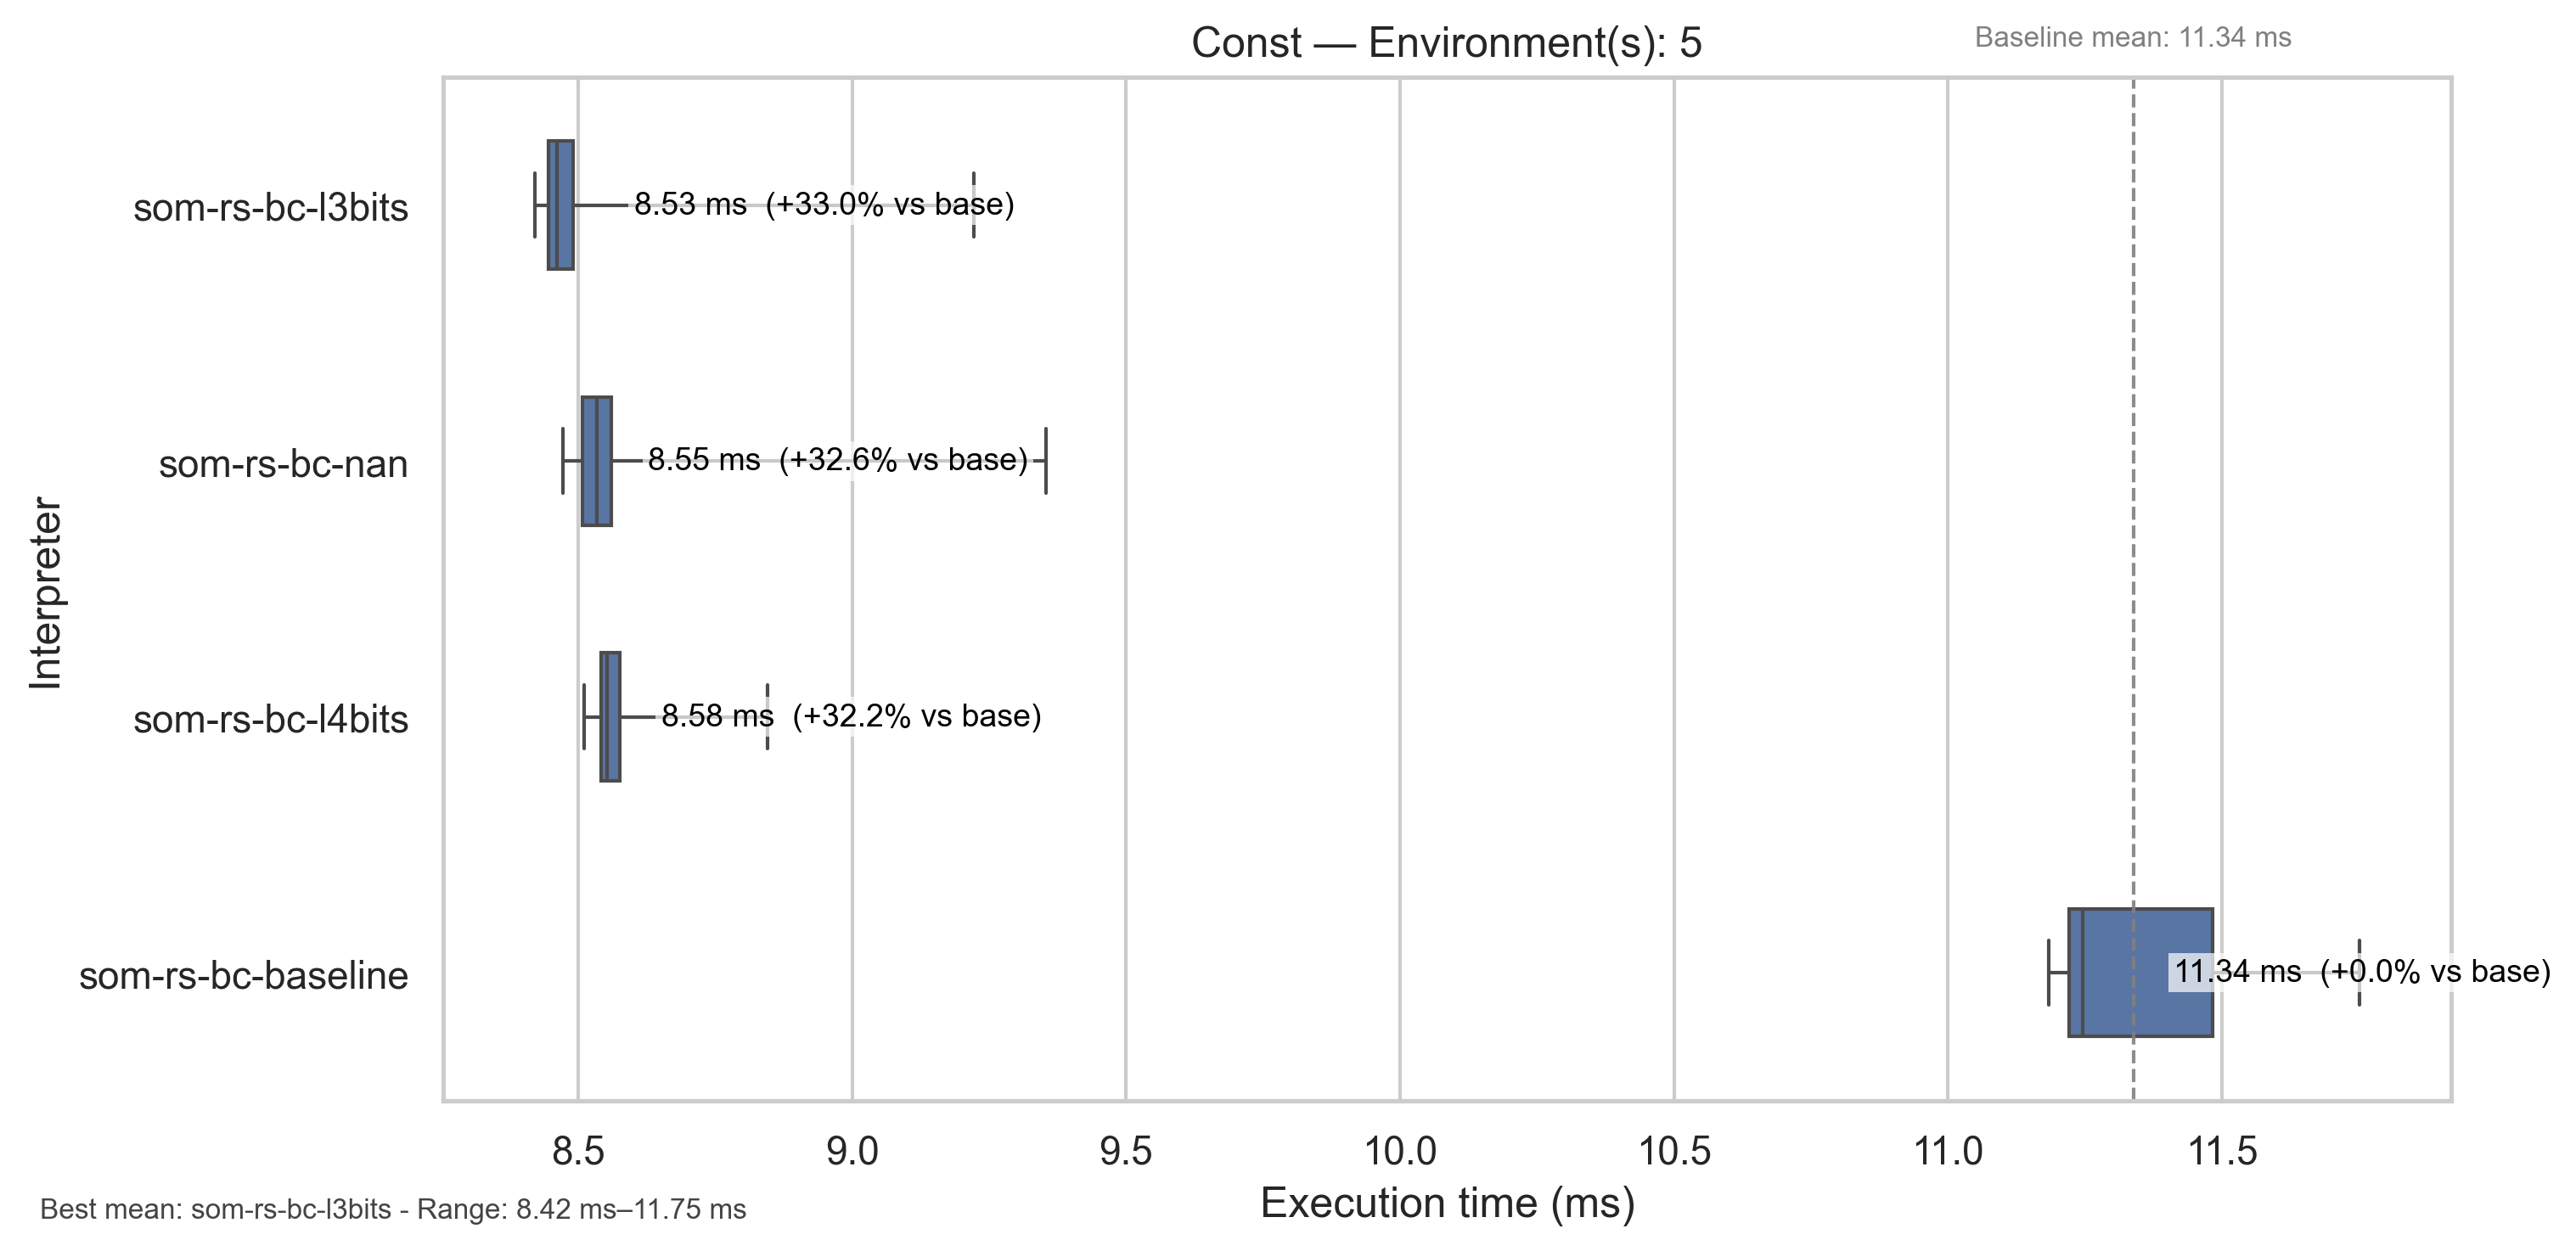 Const — Environment(s): 5
Baseline mean: 11.34 ms
Interpreter
som-rs-bc-l3bits
8.53 ms (+33.0% vs base)
som-rs-bc-nan
8.55 ms (+32.6% vs base)
som-rs-bc-l4bits
8.58 ms (+32.2% vs base)
som-rs-bc-baseline
11.34 ms (+0.0% vs base)
8.5 9.0 9.5 10.0 10.5 11.0 11.5
Execution time (ms)
Best mean: som-rs-bc-l3bits - Range: 8.42 ms–11.75 ms